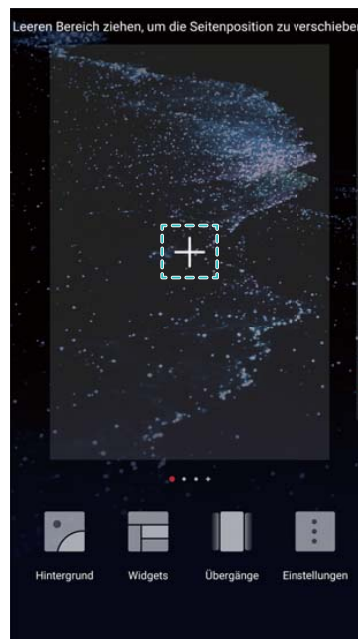 Leeren Bereich ziehen, um die Seitenposition zu verschieben
Hintergrund Widgets Übergänge Einstellungen